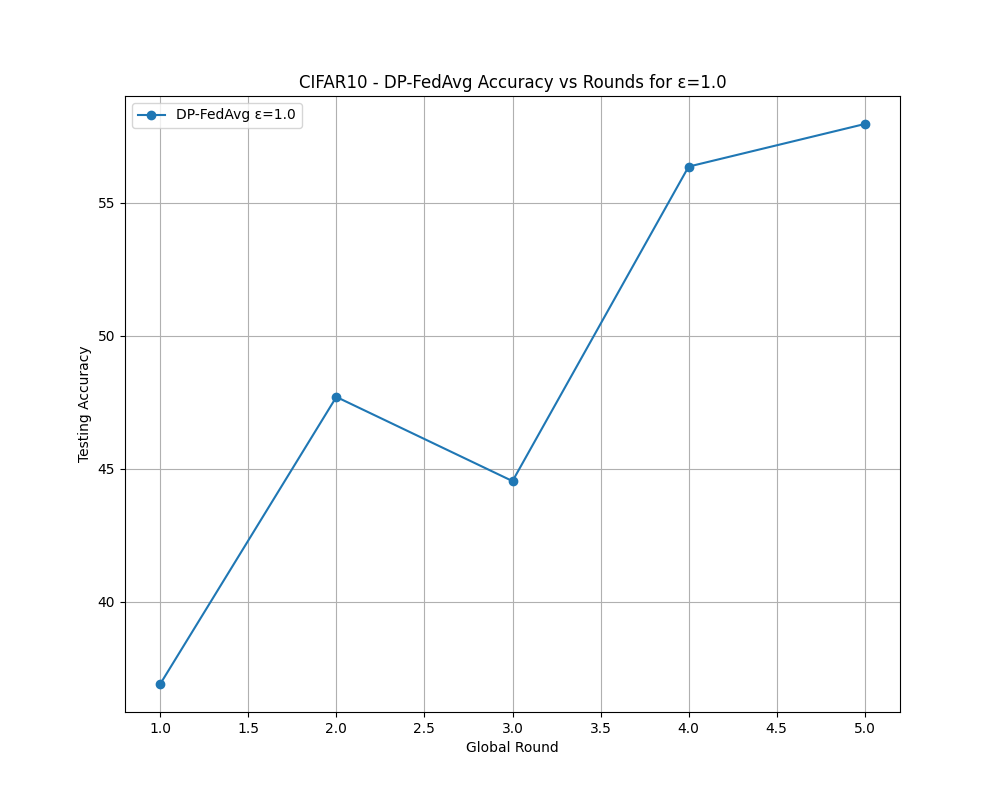 CIFAR10 - DP-FedAvg Accuracy vs Rounds for ε=1.0
DP-FedAvg ε=1.0
Testing Accuracy
55
50
45
40
1.0 1.5 2.0 2.5 3.0 3.5 4.0 4.5 5.0
Global Round